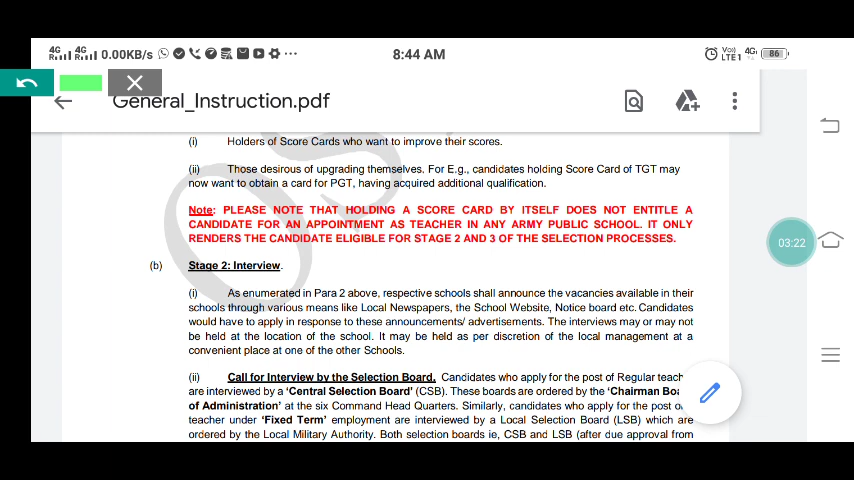 4G 4G 0.00KB/s ... 8:44 AM Vo) LTE1 4G 86
General_Instruction.pdf
(i) Holders of Score Cards who want to improve their scores.
(ii) Those desirous of upgrading themselves. For E.g., candidates holding Score Card of TGT may
now want to obtain a card for PGT, having acquired additional qualification.
Note: PLEASE NOTE THAT HOLDING A SCORE CARD BY ITSELF DOES NOT ENTITLE A
CANDIDATE FOR AN APPOINTMENT AS TEACHER IN ANY ARMY PUBLIC SCHOOL. IT ONLY
RENDERS THE CANDIDATE ELIGIBLE FOR STAGE 2 AND 3 OF THE SELECTION PROCESSES.
03:22
(b) Stage 2: Interview.
(i) As enumerated in Para 2 above, respective schools shall announce the vacancies available in their
schools through various means like Local Newspapers, the School Website, Notice board etc. Candidates
would have to apply in response to these announcements/ advertisements. The interviews may or may not
be held at the location of the school. It may be held as per discretion of the local management at a
convenient place at one of the other Schools.
(ii) Call for Interview by the Selection Board. Candidates who apply for the post of Regular teach
are interviewed by a 'Central Selection Board' (CSB). These boards are ordered by the 'Chairman Boa
of Administration' at the six Command Head Quarters. Similarly, candidates who apply for the post o
teacher under 'Fixed Term' employment are interviewed by a Local Selection Board (LSB) which are
ordered by the Local Military Authority. Both selection boards ie, CSB and LSB (after due approval from